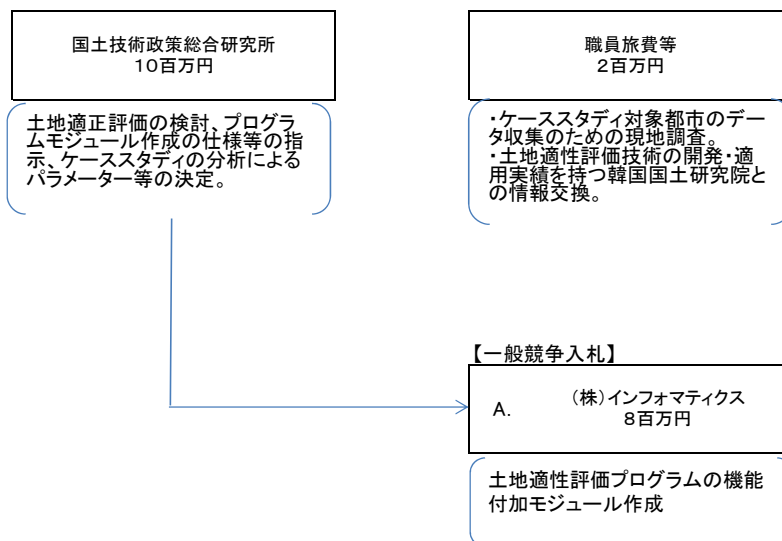 国土技術政策総合研究所
10百万円
土地適正評価の検討、プログラ
ムモジュール作成の仕様等の指
示、ケーススタディの分析による
パラメーター等の決定。
職員旅費等
2百万円
・ケーススタディ対象都市のデー
タ収集のための現地調査。
・土地適性評価技術の開発・適
用実績を持つ韓国国土研究院と
の情報交換。
【一般競争入札】
A. (株)インフォマティクス
8百万円
土地適性評価プログラムの機能
付加モジュール作成